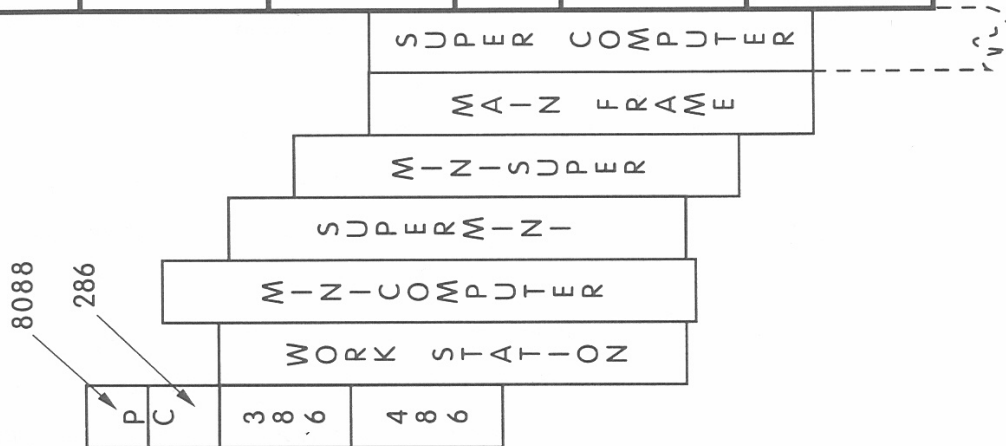 SUPER COMPUTER
MAIN FRAME
MINISUPER
SUPERMINI
MINICOMPUTER
WORK STATION
8088
286
PC
386
486